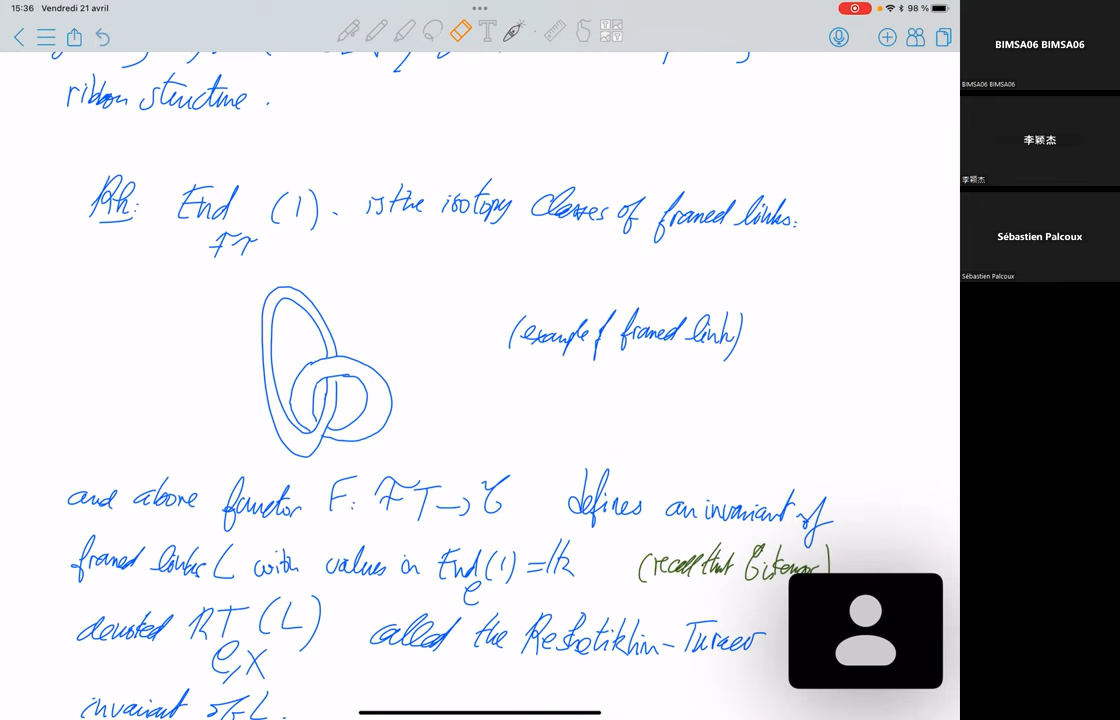 15:36 Vendredi 21 avril
98 %
ribbon structure.
Rk: End (1). is the isotopy classes of framed links:
FT
(example of framed link)
and above functor F: FT → C defines an invariant of
framed links L with values in End (1) = k (recall that C is tensor)
C
denoted RT (L) called the Reshetikhin-Turaev
C,X
invariant of L.
BIMSA06 BIMSA06
BIMSA06 BIMSA06
李颖杰
李颖杰
Sébastien Palcoux
Sébastien Palcoux